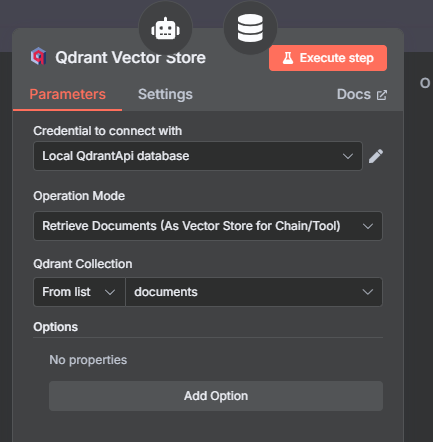 Qdrant Vector Store
Execute step
Parameters
Settings
Docs
O
Credential to connect with
Local QdrantApi database
Operation Mode
Retrieve Documents (As Vector Store for Chain/Tool)
Qdrant Collection
From list
documents
Options
No properties
Add Option